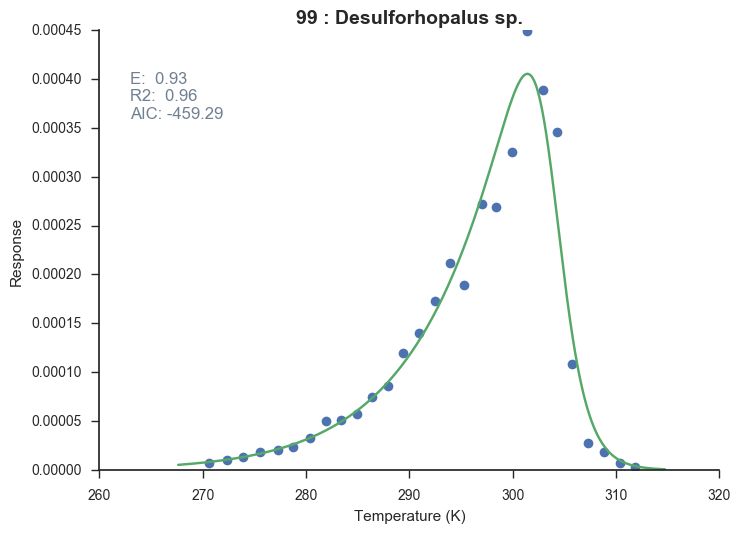 99 : Desulforhopalus sp.
E: 0.93
R2: 0.96
AIC: -459.29
Response
0.00045
0.00040
0.00035
0.00030
0.00025
0.00020
0.00015
0.00010
0.00005
0.00000
260 270 280 290 300 310 320
Temperature (K)